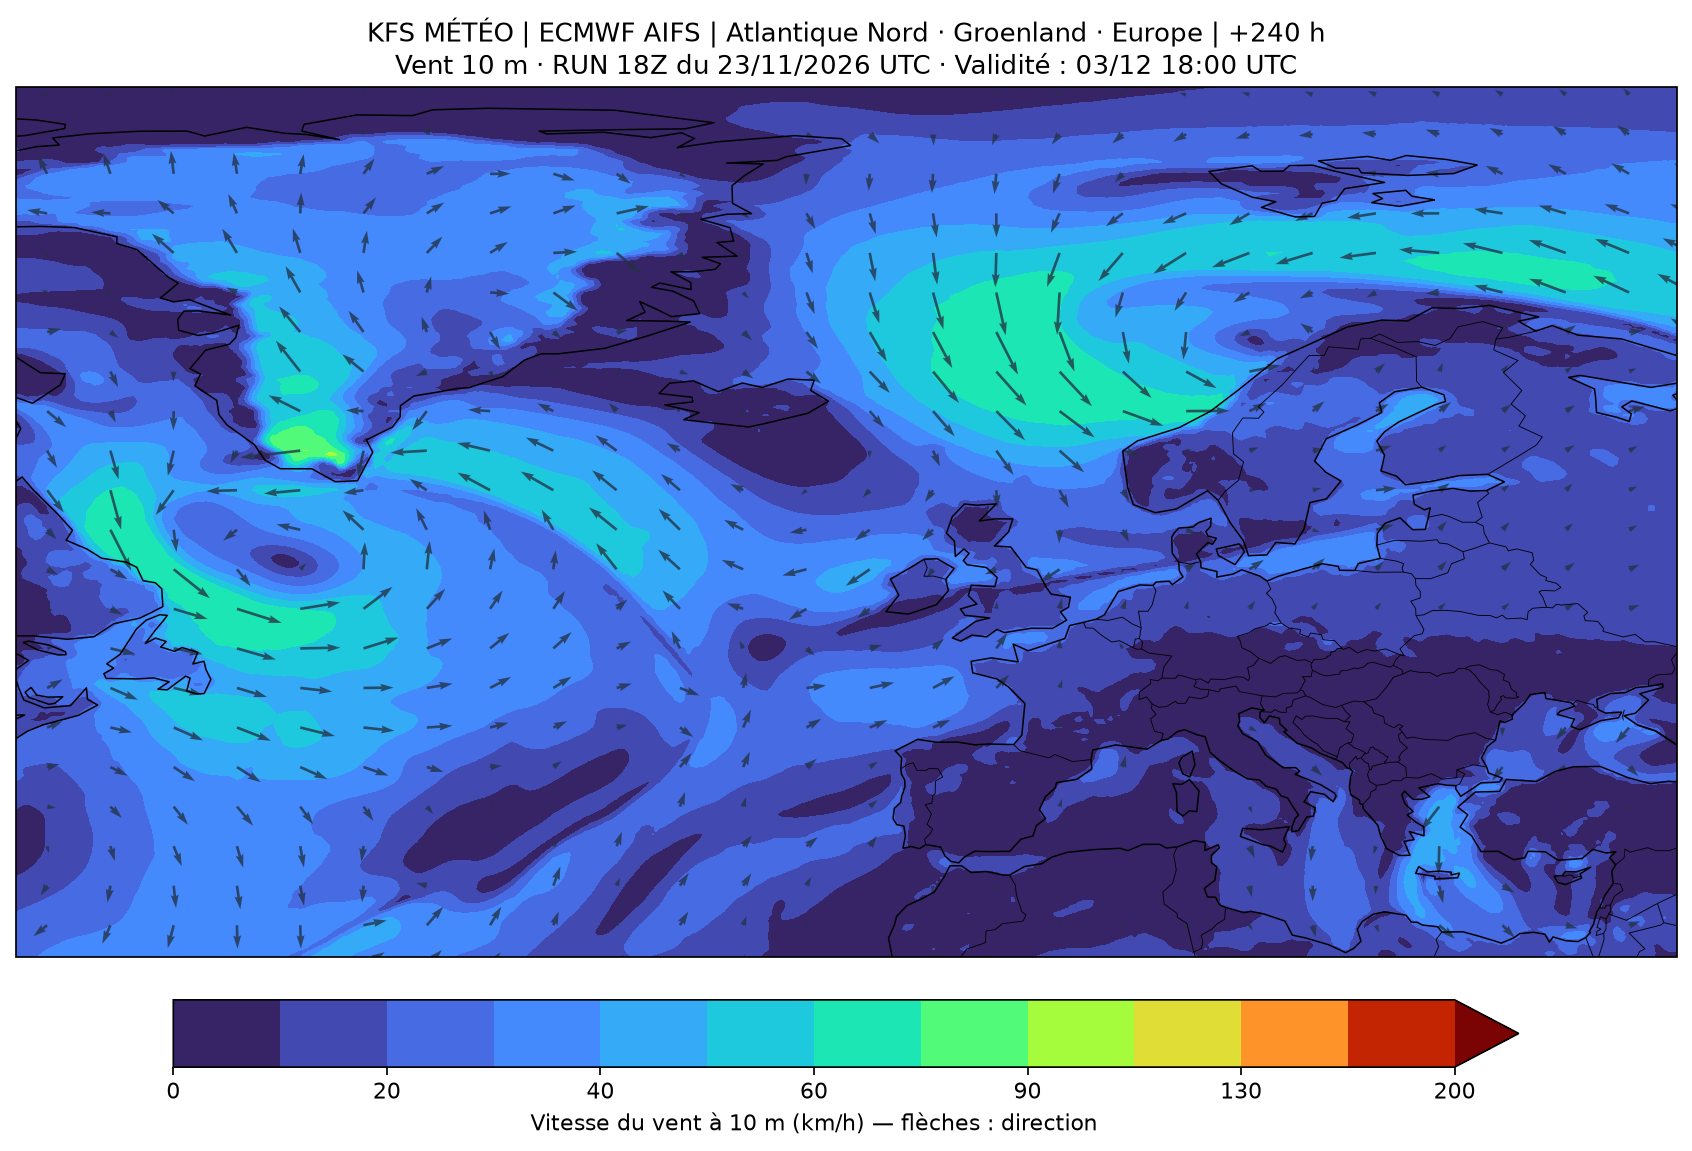 KFS MÉTÉO | ECMWF AIFS | Atlantique Nord · Groenland · Europe | +240 h
Vent 10 m · RUN 18Z du 23/11/2026 UTC · Validité : 03/12 18:00 UTC
0 20 40 60 90 130 200
Vitesse du vent à 10 m (km/h) — flèches : direction